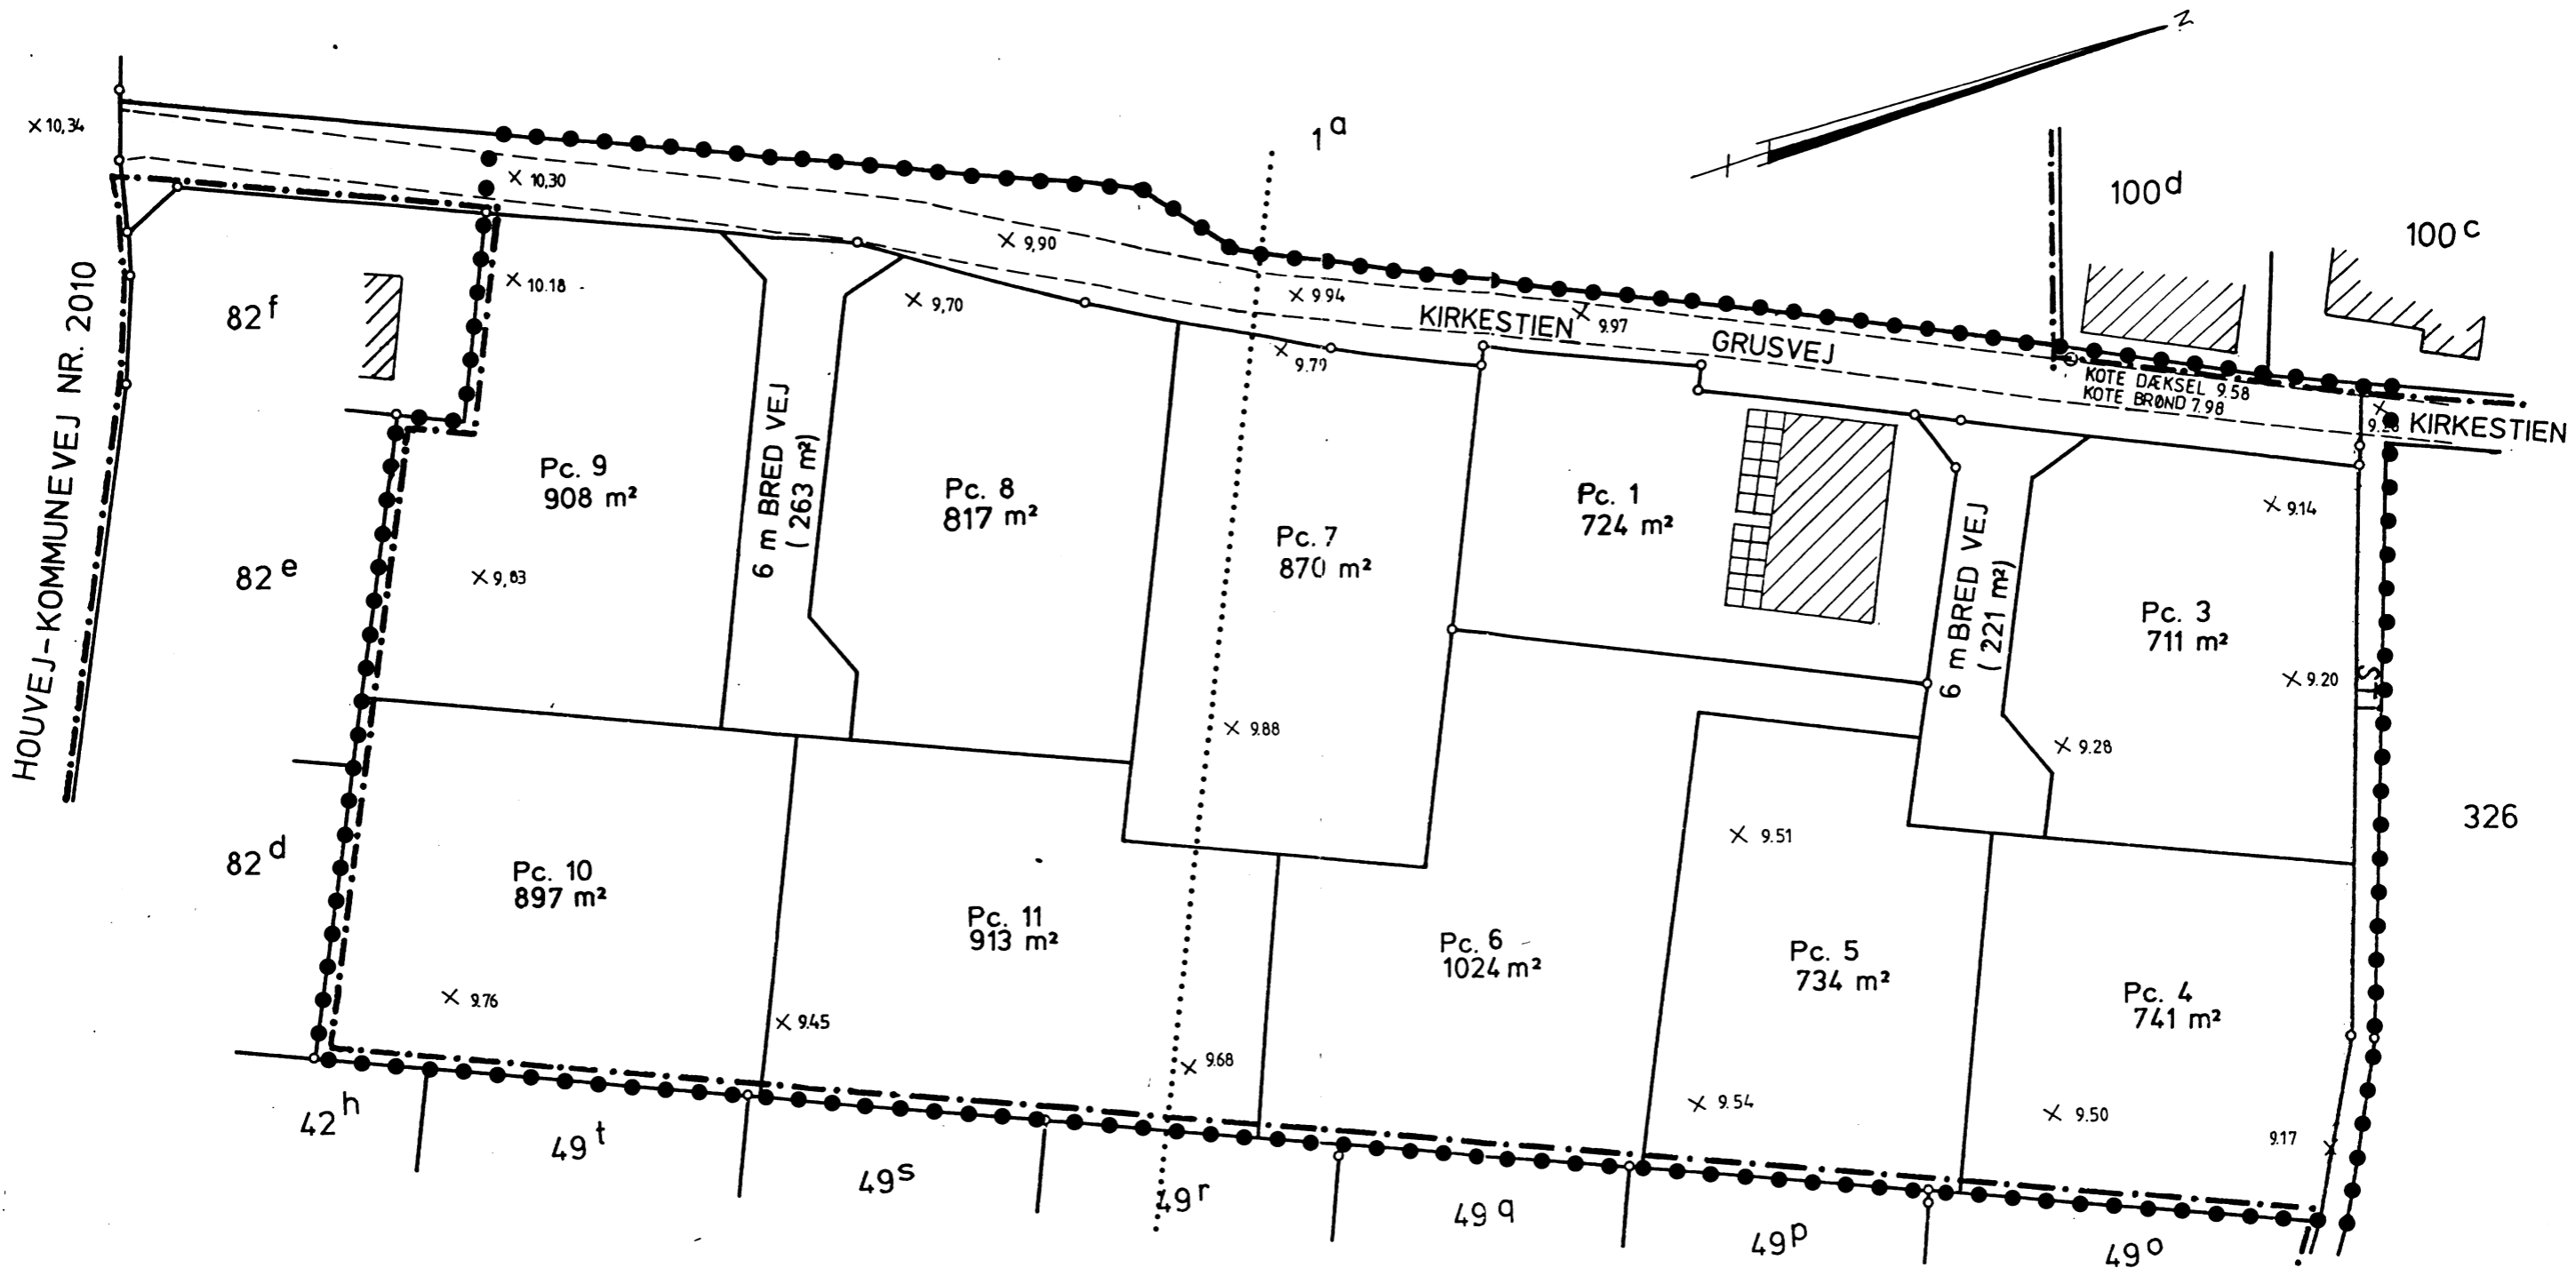 N
1a
×10,34
100d
100c
×10,30
×9,90
×10.18
×9,70
×9.94
×9.97
KIRKESTIEN
GRUSVEJ
×9.79
KOTE DÆKSEL 9.58
KOTE BRØND 7.98
KIRKESTIEN
HOUVEJ-KOMMUNEVEJ NR. 2010
82f
82e
82d
Pc. 9
908 m²
6 m BRED VEJ
(263 m²)
Pc. 8
817 m²
Pc. 7
870 m²
Pc. 1
724 m²
6 m BRED VEJ
(221 m²)
Pc. 3
711 m²
×9.14
×9.20
STI
×9,83
×9.88
×9.28
326
×9.51
Pc. 10
897 m²
Pc. 11
913 m²
Pc. 6
1024 m²
Pc. 5
734 m²
Pc. 4
741 m²
×9.76
×9.45
×9.68
×9.54
×9.50
9.17
42h
49t
49s
49r
49q
49p
49o